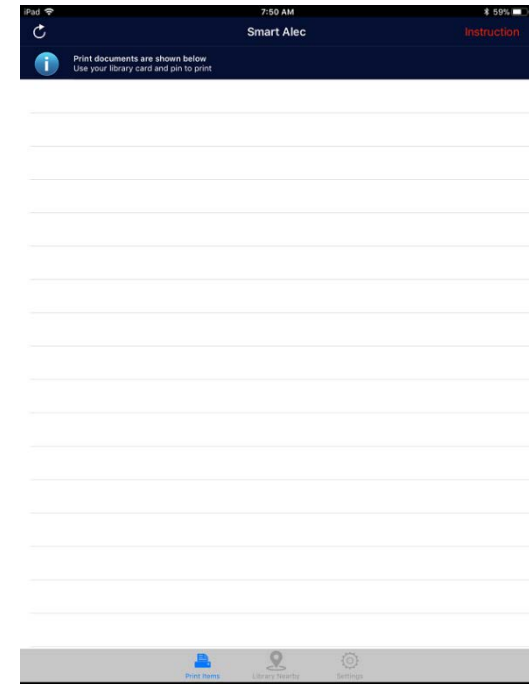 iPad 7:50 AM 59%
Smart Alec Instruction
Print documents are shown below
Use your library card and pin to print
Print Items Library Nearby Settings